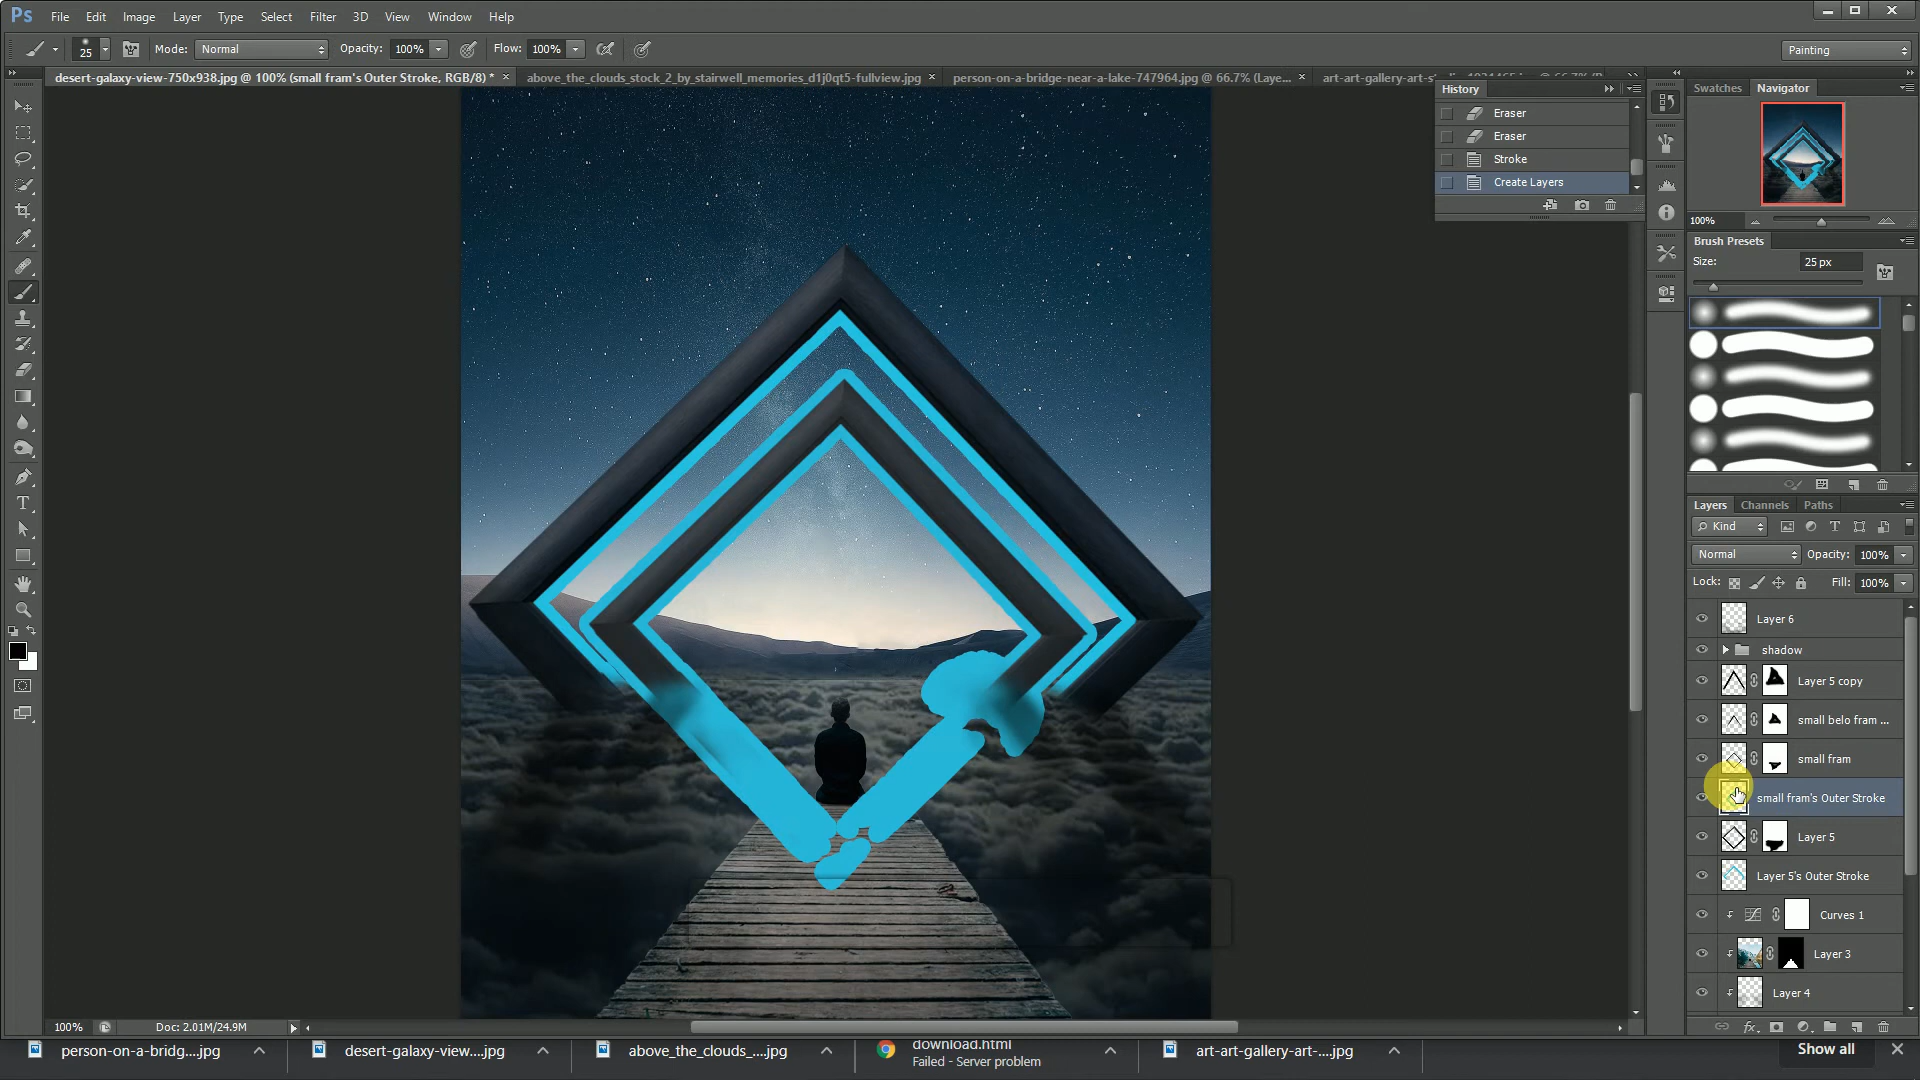 Ps File Edit Image Layer Type Select Filter 3D View Window Help
25 Mode: Normal Opacity: 100% Flow: 100% Painting
desert-galaxy-view-750x938.jpg @ 100% (small fram's Outer Stroke, RGB/8) * × above_the_clouds_stock_2_by_stairwell_memories_d1j0qt5-fullview.jpg × person-on-a-bridge-near-a-lake-747964.jpg @ 66.7% (Laye... ×
History
Eraser
Eraser
Stroke
Create Layers
Swatches Navigator
100%
Brush Presets
Size: 25 px
Layers Channels Paths
Kind
Normal Opacity: 100%
Lock: Fill: 100%
Layer 6
shadow
Layer 5 copy
small belo fram ...
small fram
small fram's Outer Stroke
Layer 5
Layer 5's Outer Stroke
Curves 1
Layer 3
Layer 4
100% Doc: 2.01M/24.9M
person-on-a-bridg....jpg desert-galaxy-view....jpg above_the_clouds_....jpg download.html art-art-gallery-art-....jpg Show all
Failed - Server problem